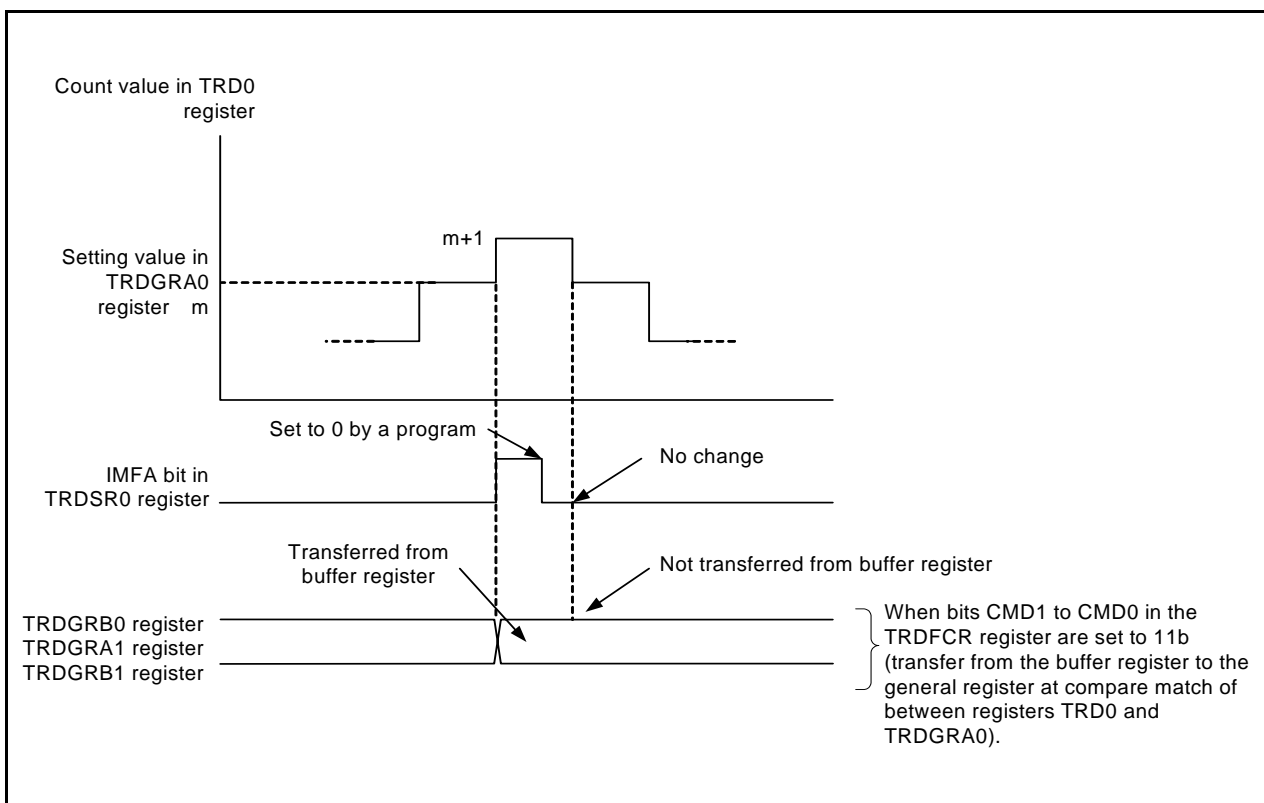 Count value in TRD0
register
m+1
Setting value in
TRDGRA0
register m
Set to 0 by a program
No change
IMFA bit in
TRDSR0 register
Transferred from
buffer register
Not transferred from buffer register
TRDGRB0 register
TRDGRA1 register
TRDGRB1 register
When bits CMD1 to CMD0 in the
TRDFCR register are set to 11b
(transfer from the buffer register to the
general register at compare match of
between registers TRD0 and
TRDGRA0).